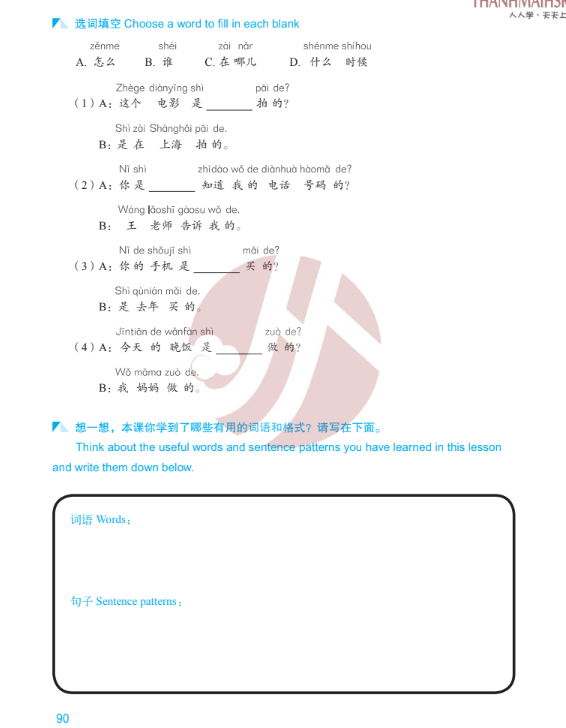 THANHMAIHSK
人人学·天天上
选词填空 Choose a word to fill in each blank
zěnme shéi zài nǎr shénme shíhou
A. 怎么 B. 谁 C. 在 哪儿 D. 什么 时候
Zhège diànyǐng shì pāi de?
（1）A：这个 电影 是 ______ 拍 的？
Shì zài Shànghǎi pāi de.
B：是 在 上海 拍 的。
Nǐ shì zhīdào wǒ de diànhuà hàomǎ de?
（2）A：你 是 ______ 知道 我 的 电话 号码 的？
Wáng lǎoshī gàosu wǒ de.
B： 王 老师 告诉 我 的。
Nǐ de shǒujī shì mǎi de?
（3）A：你 的 手机 是 ______ 买 的？
Shì qùnián mǎi de.
B：是 去年 买 的。
Jīntiān de wǎnfàn shì zuò de?
（4）A：今天 的 晚饭 是 ______ 做 的？
Wǒ māma zuò de.
B：我 妈妈 做 的。
想一想，本课你学到了哪些有用的词语和格式？请写在下面。
Think about the useful words and sentence patterns you have learned in this lesson
and write them down below.
词语 Words：
句子 Sentence patterns：
90